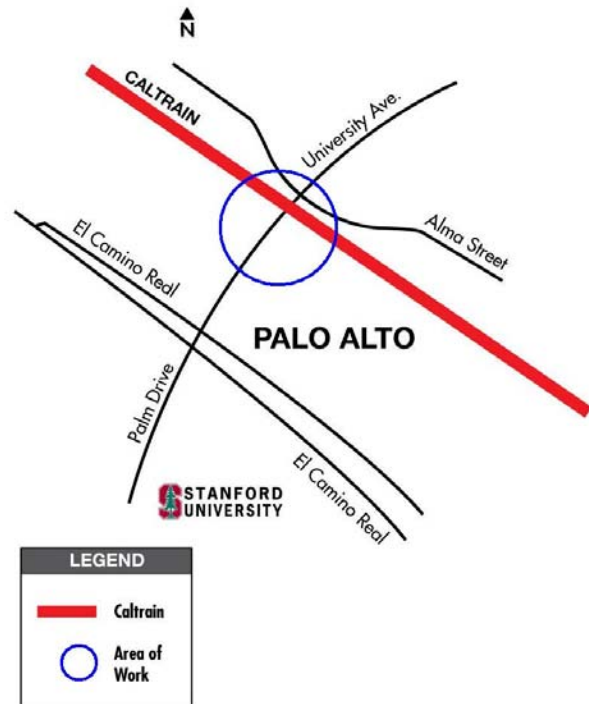 N
CALTRAIN
University Ave.
Alma Street
El Camino Real
PALO ALTO
Palm Drive
El Camino Real
STANFORD
UNIVERSITY
LEGEND
Caltrain
Area of
Work